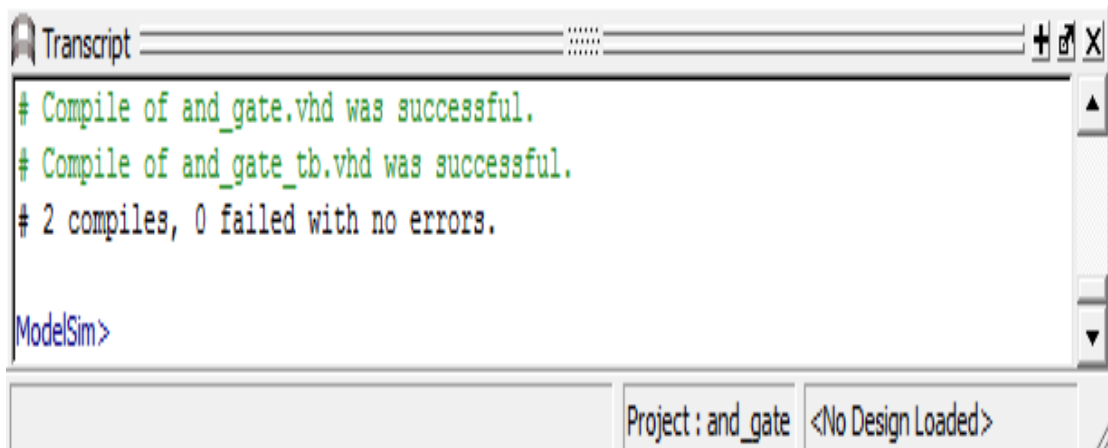 Transcript
# Compile of and_gate.vhd was successful.
# Compile of and_gate_tb.vhd was successful.
# 2 compiles, 0 failed with no errors.
ModelSim>
Project : and_gate <No Design Loaded>